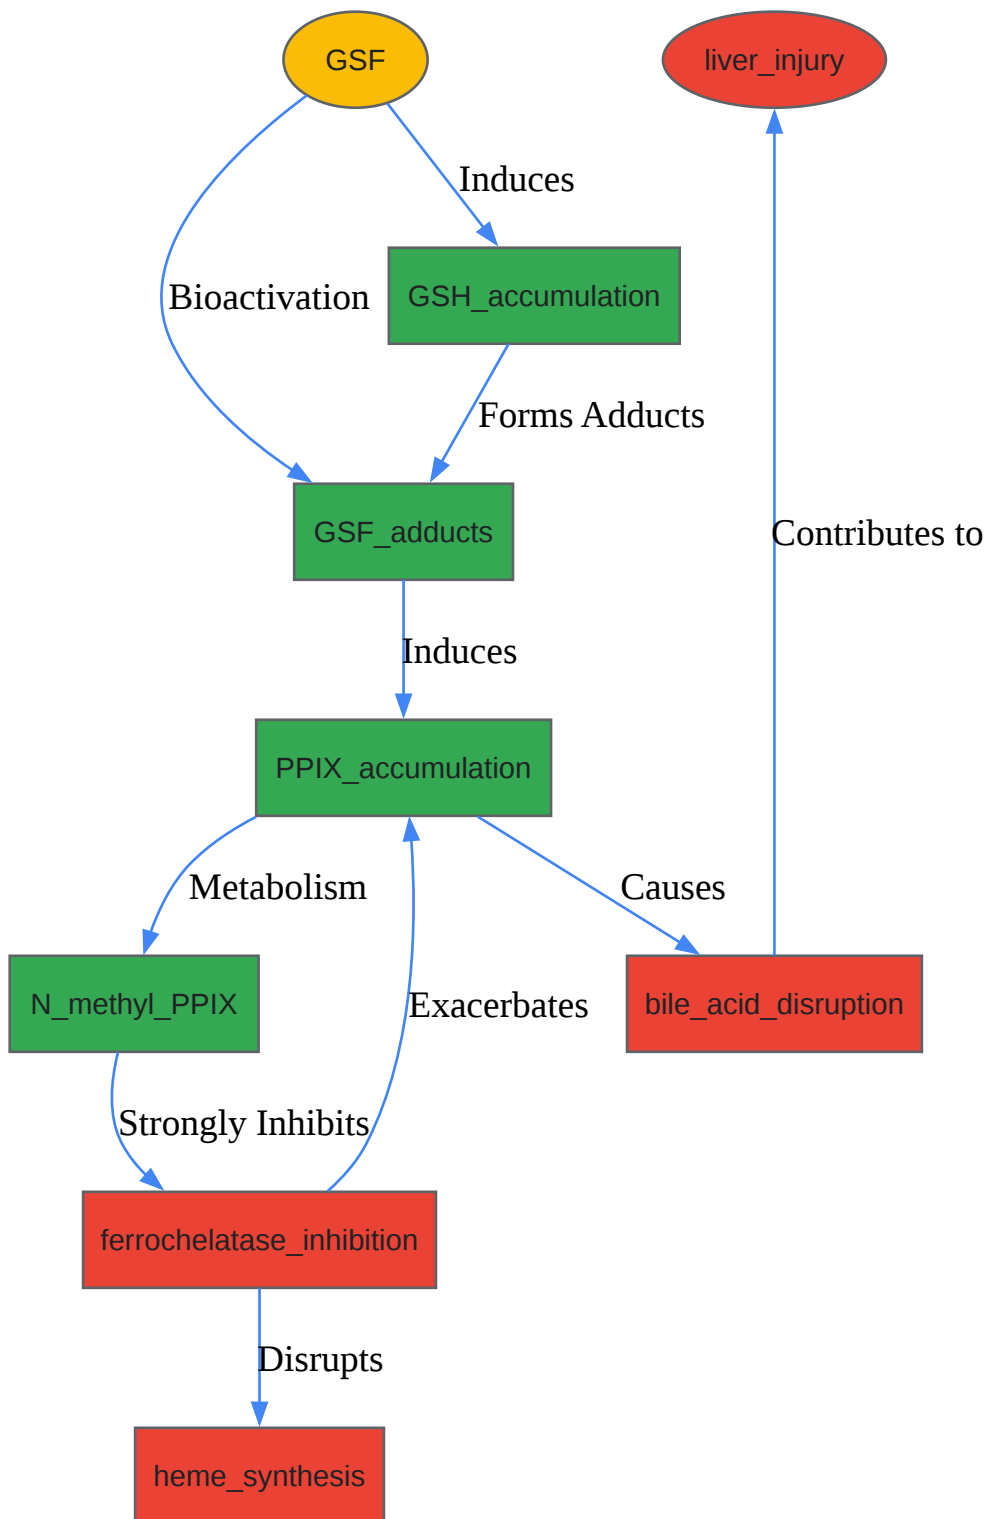 GSF
liver_injury
Induces
Bioactivation
GSH_accumulation
Forms Adducts
GSF_adducts
Contributes to
Induces
PPIX_accumulation
Metabolism
Causes
N_methyl_PPIX
Exacerbates
bile_acid_disruption
Strongly Inhibits
ferrochelatase_inhibition
Disrupts
heme_synthesis